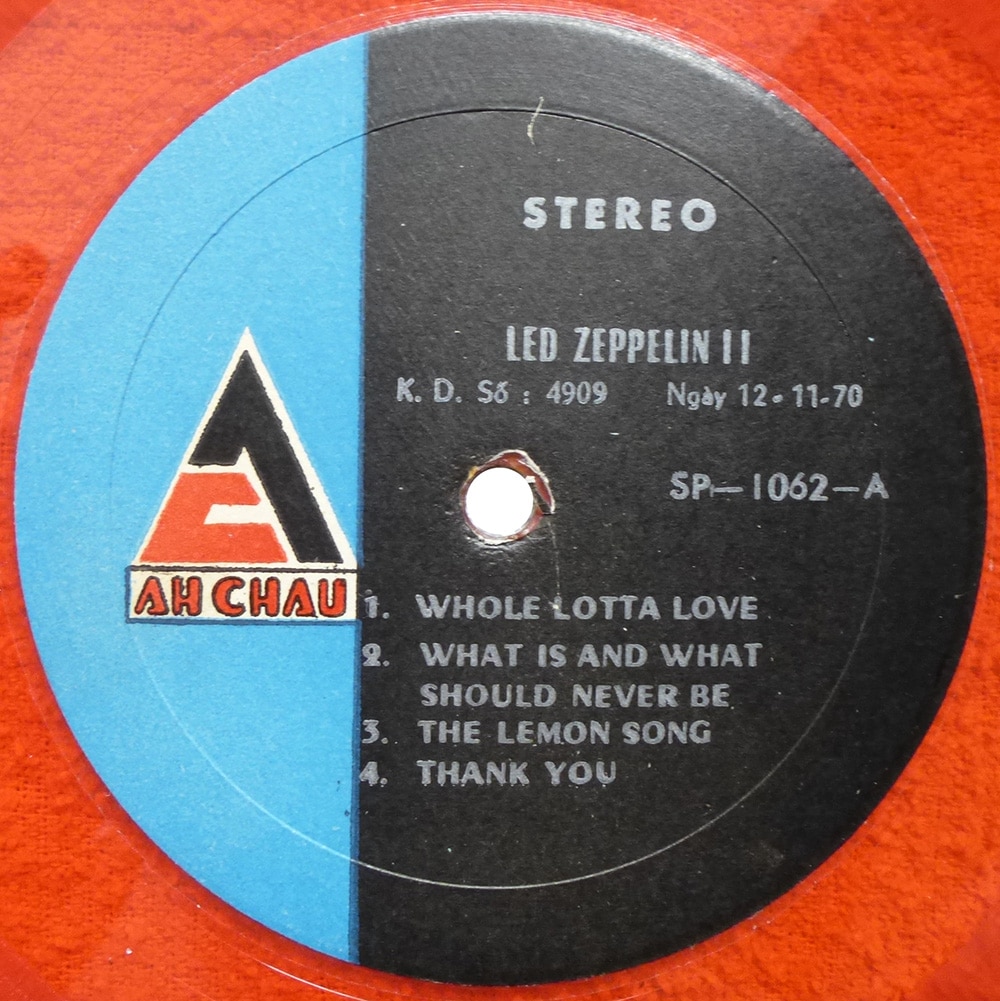 STEREO
LED ZEPPELIN II
K. D. Số : 4909 Ngày 12-11-70
SP-1062-A
AH CHAU
1. WHOLE LOTTA LOVE
2. WHAT IS AND WHAT
SHOULD NEVER BE
3. THE LEMON SONG
4. THANK YOU